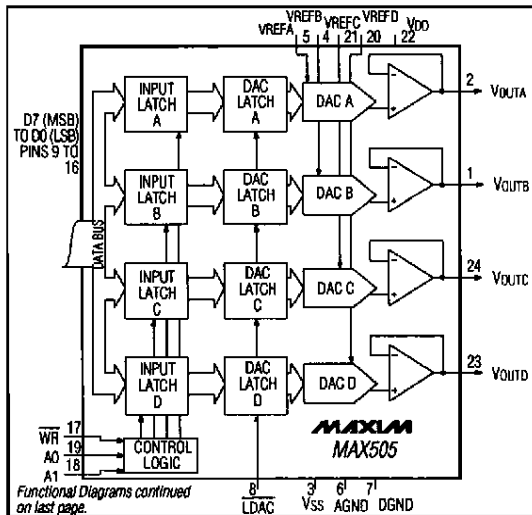 VREFB VREFD
VREFA VREFC VDD
5 4 21 20 22
INPUT LATCH A
DAC LATCH A
DAC A
2 VOUTA
D7 (MSB)
TO D0 (LSB)
PINS 9 TO
16
INPUT LATCH B
DAC LATCH B
DAC B
1 VOUTB
DATA BUS
INPUT LATCH C
DAC LATCH C
DAC C
24 VOUTC
INPUT LATCH D
DAC LATCH D
DAC D
23 VOUTD
MAXIM
MAX505
WR 17
A0 19
A1 18
CONTROL
LOGIC
Functional Diagrams continued
on last page.
8 3 6 7
LDAC VSS AGND DGND